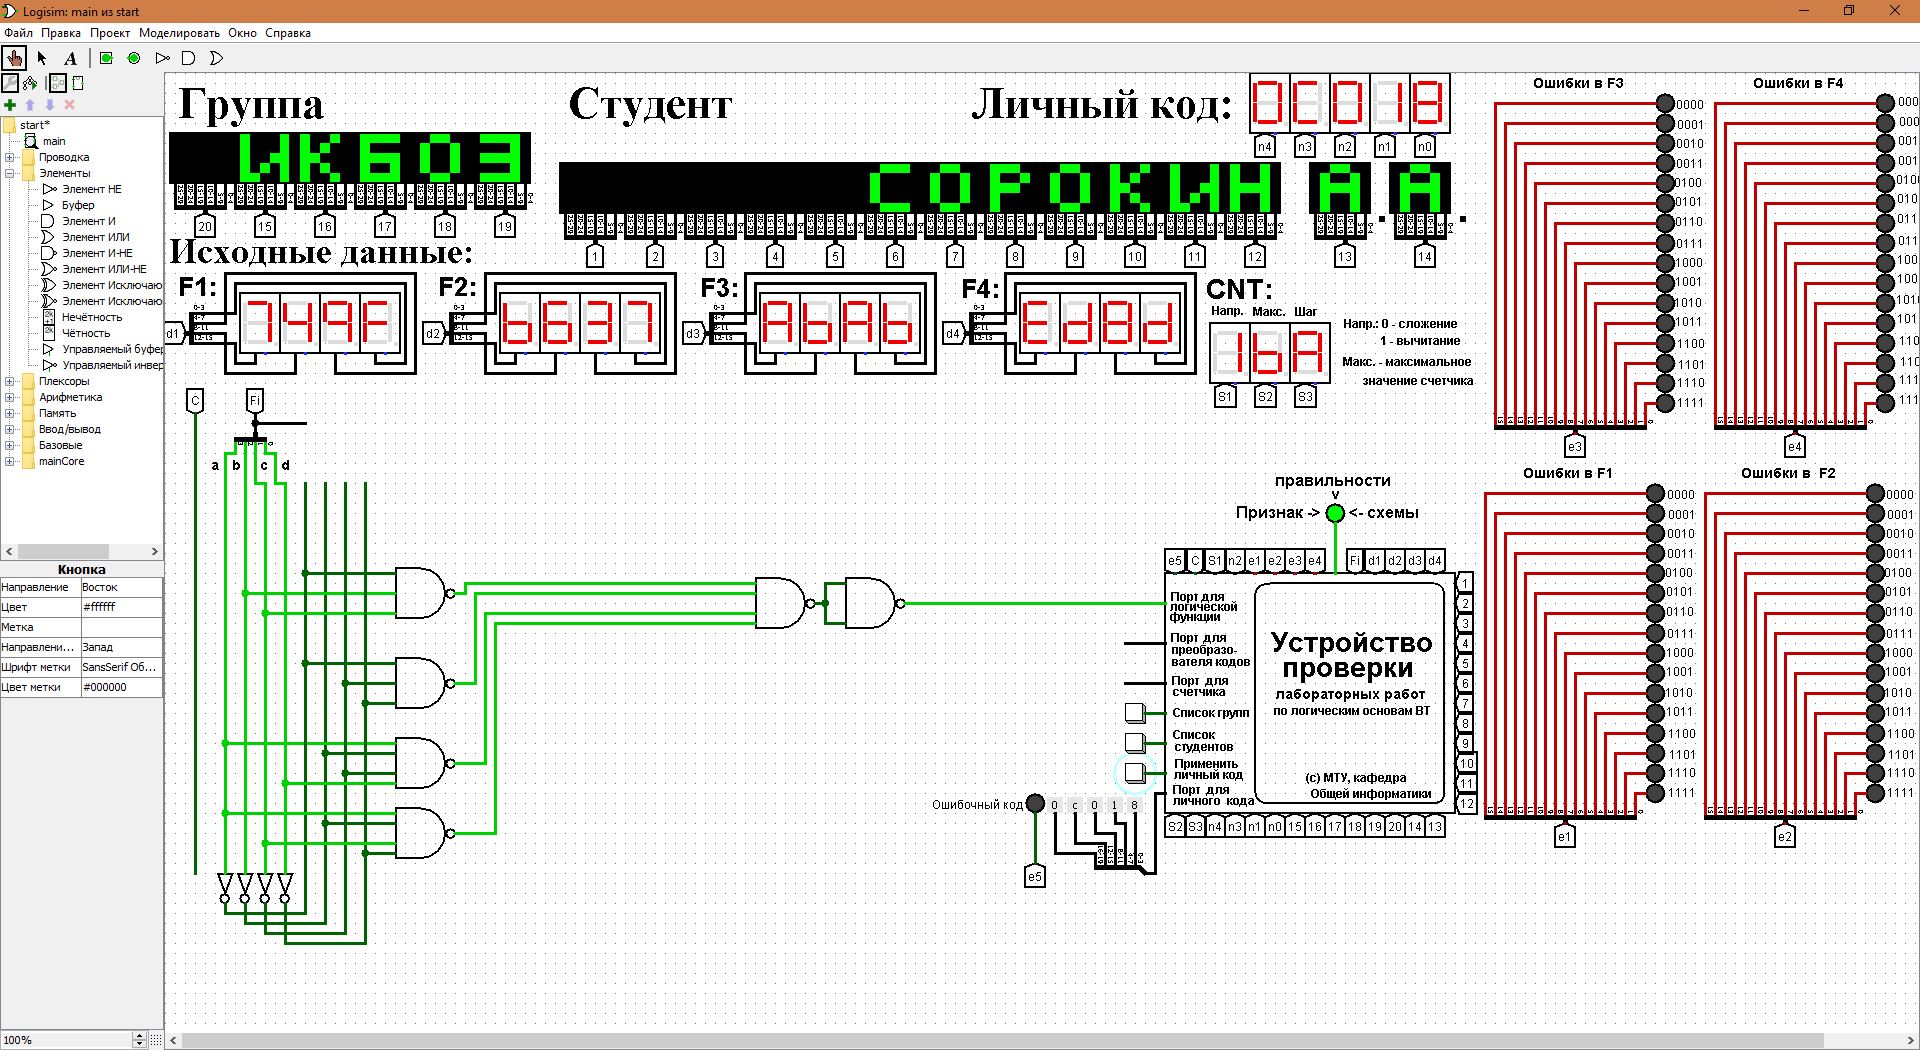 Logisim: main из start
Файл Правка Проект Моделировать Окно Справка
start*
main
Проводка
Элементы
Элемент НЕ
Буфер
Элемент И
Элемент ИЛИ
Элемент И-НЕ
Элемент ИЛИ-НЕ
Элемент Исключаю
Элемент Исключаю
Нечётность
Чётность
Управляемый буфер
Управляемый инвер
Плексоры
Арифметика
Память
Ввод/вывод
Базовые
mainCore
Кнопка
Направление Восток
Цвет #ffffff
Метка
Направлени... Запад
Шрифт метки SansSerif Об...
Цвет метки #000000
100%
Группа Студент Личный код: 0C018
n4 n3 n2 n1 n0
ИКБ03 СОРОКИН А.А.
20 15 16 17 18 19
1 2 3 4 5 6 7 8 9 10 11 12 13 14
Исходные данные:
F1: 749F F2: 6637 F3: A6A6 F4: Ed8d CNT:
d1 d2 d3 d4
Напр. Макс. Шаг
1bA
S1 S2 S3
Напр.: 0 - сложение
1 - вычитание
Макс. - максимальное
значение счетчика
C Fi
a b c d
правильности
v
Признак -> <- схемы
e5 C S1 n2 e1 e2 e3 e4 Fi d1 d2 d3 d4
Порт для
логической
функции
Порт для
преобразо-
вателя кодов
Порт для
счетчика
Список групп
Список
студентов
Применить
личный код
Порт для
личного кода
Устройство
проверки
лабораторных работ
по логическим основам ВТ
(с) МТУ, кафедра
Общей информатики
1
2
3
4
5
6
7
8
9
10
11
12
S2 S3 n4 n3 n1 n0 15 16 17 18 19 20 14 13
Ошибочный код 0 c 0 1 8
e5
Ошибки в F3
0000
0001
0010
0011
0100
0101
0110
0111
1000
1001
1010
1011
1100
1101
1110
1111
e3
Ошибки в F4
000
000
001
001
010
010
011
011
100
100
101
101
110
110
111
111
e4
Ошибки в F1
0000
0001
0010
0011
0100
0101
0110
0111
1000
1001
1010
1011
1100
1101
1110
1111
e1
Ошибки в F2
0000
0001
0010
0011
0100
0101
0110
0111
1000
1001
1010
1011
1100
1101
1110
1111
e2